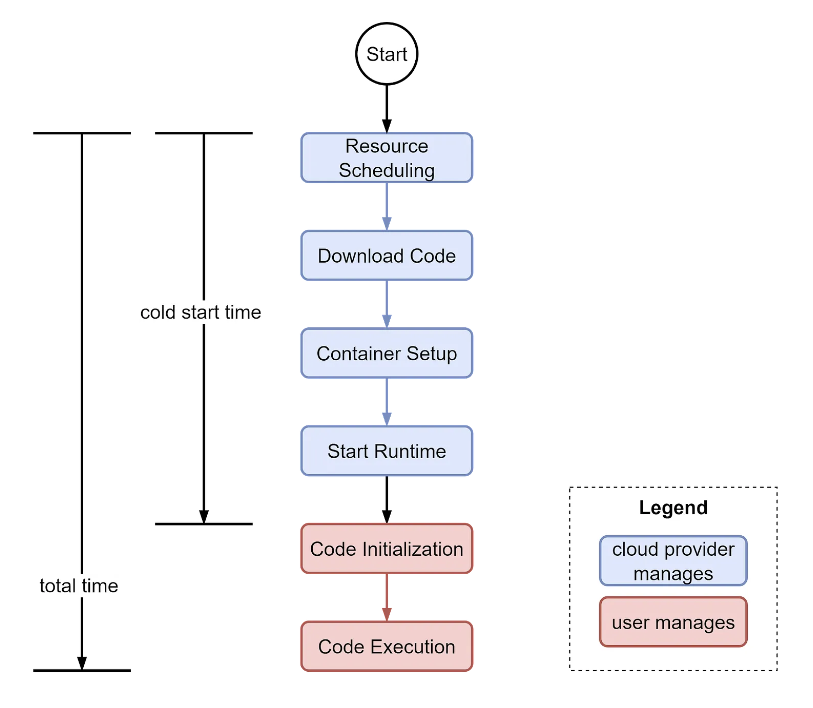 Start
Resource
Scheduling
Download Code
cold start time
Container Setup
Start Runtime
Code Initialization
total time
Code Execution
Legend
cloud provider
manages
user manages